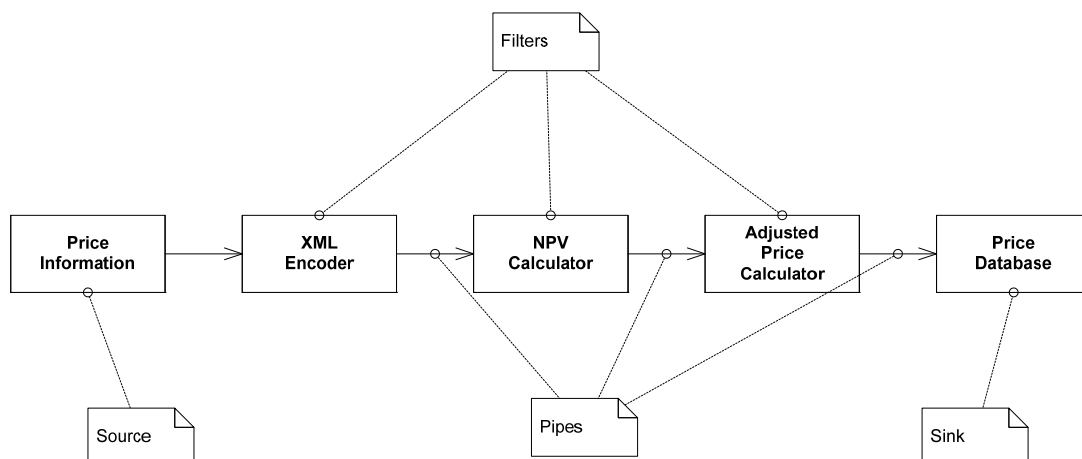 Filters
Price
Information
XML
Encoder
NPV
Calculator
Adjusted
Price
Calculator
Price
Database
Source
Pipes
Sink